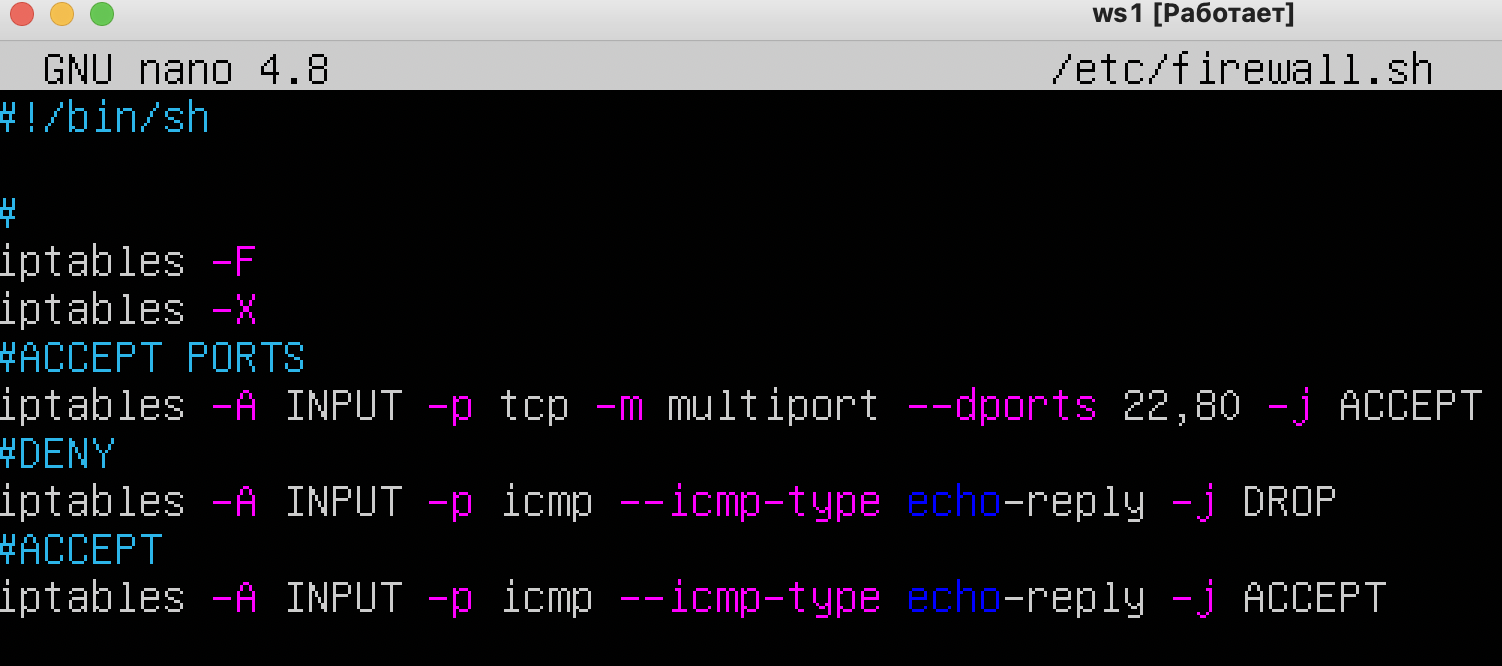 ws1 [Работает]
GNU nano 4.8 /etc/firewall.sh
#!/bin/sh
#
iptables -F
iptables -X
#ACCEPT PORTS
iptables -A INPUT -p tcp -m multiport --dports 22,80 -j ACCEPT
#DENY
iptables -A INPUT -p icmp --icmp-type echo-reply -j DROP
#ACCEPT
iptables -A INPUT -p icmp --icmp-type echo-reply -j ACCEPT